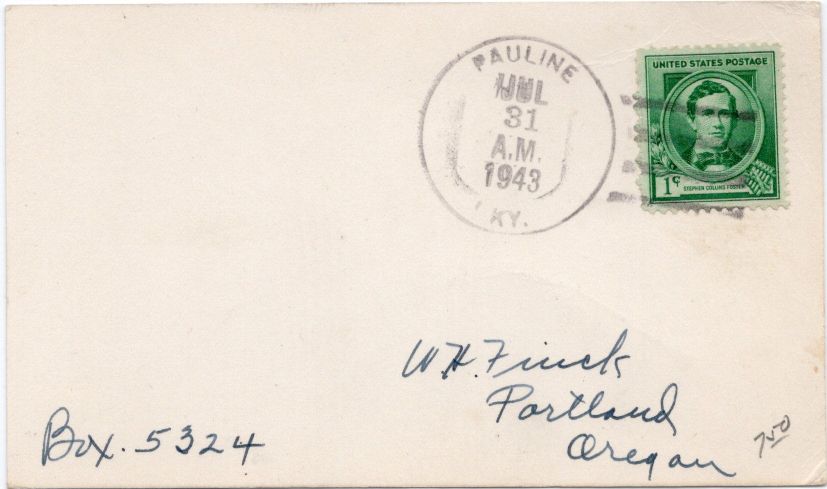 PAULINE
JUL
31
A.M.
1943
KY.
UNITED STATES POSTAGE
1¢
STEPHEN COLLINS FOSTER
W.H. Finck
Portland
Oregon
Box. 5324
750